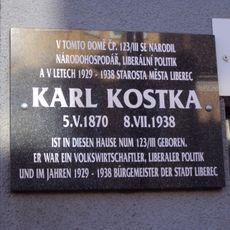 V TOMTO DOMĚ ČP. 123/III SE NARODIL
NÁRODOHOSPODÁŘ, LIBERÁLNÍ POLITIK
A V LETECH 1929 - 1938 STAROSTA MĚSTA LIBEREC
KARL KOSTKA
5.V.1870 8.VII.1938
IST IN DIESEN HAUSE NUM 123/III GEBOREN.
ER WAR EIN VOLKSWIRTSCHAFTLER, LIBERALER POLITIK
UND IM JAHREN 1929 - 1938 BÜRGEMEISTER DER STADT LIBEREC